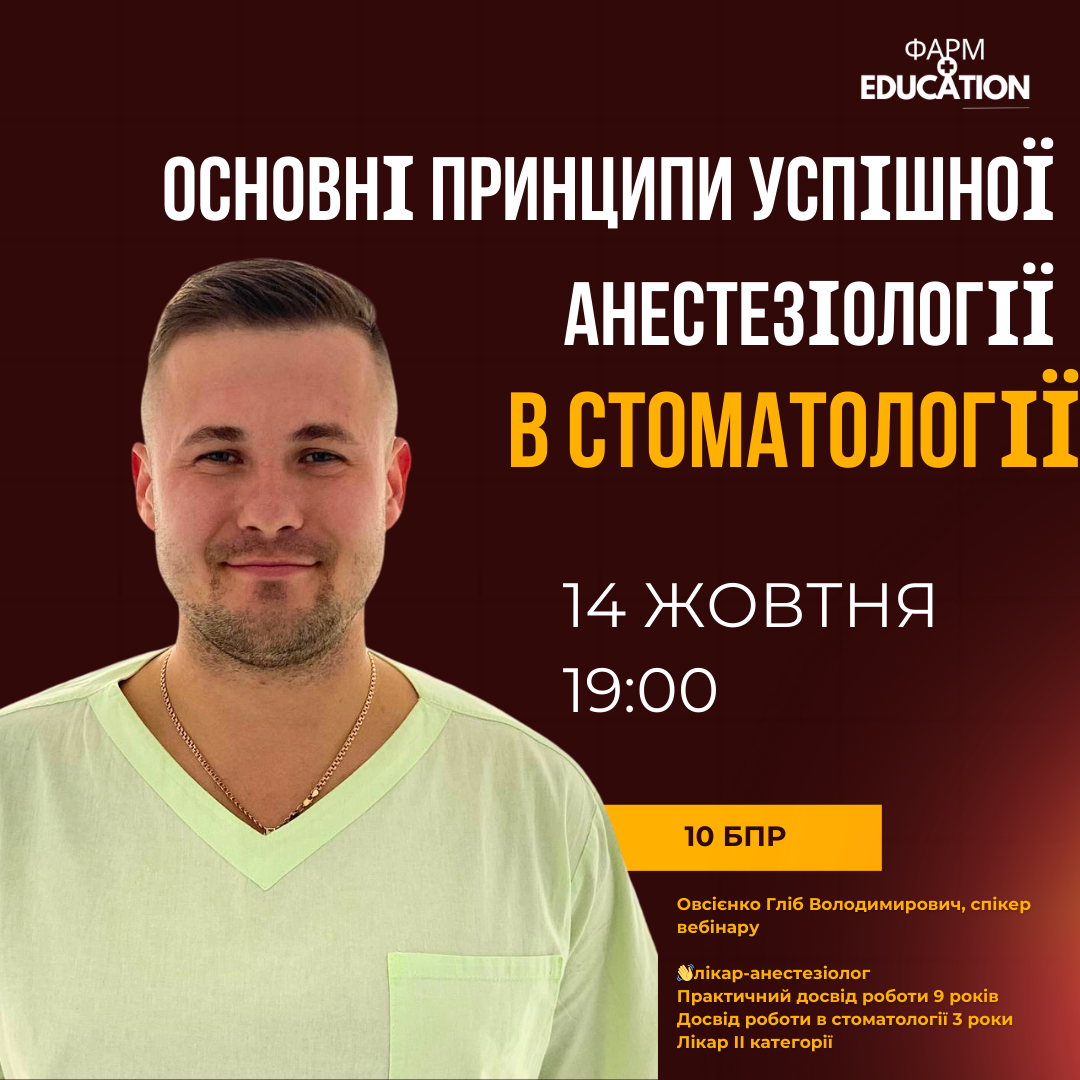 ФАРМ
EDUCATION
ОСНОВНІ ПРИНЦИПИ УСПІШНОЇ
АНЕСТЕЗІОЛОГІЇ
В СТОМАТОЛОГІЇ
14 ЖОВТНЯ
19:00
10 БПР
Овсієнко Гліб Володимирович, спікер
вебінару
👋лікар-анестезіолог
Практичний досвід роботи 9 років
Досвід роботи в стоматології 3 роки
Лікар II категорії